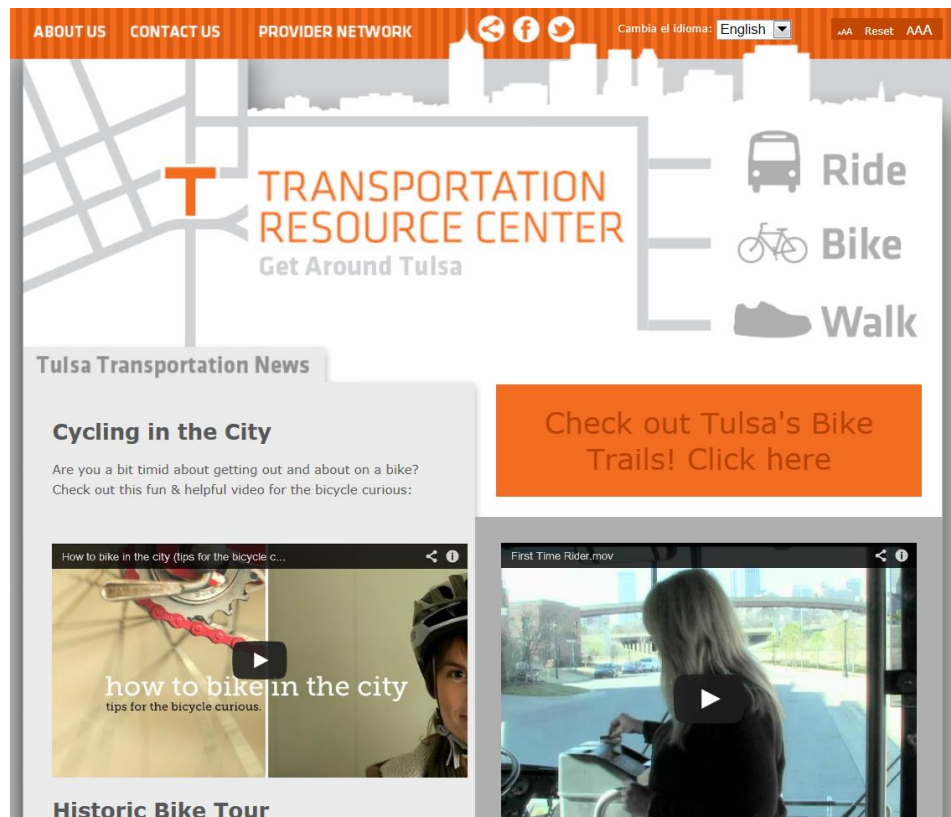 ABOUT US CONTACT US PROVIDER NETWORK Cambia el idioma: English AAA Reset AAA
T TRANSPORTATION
RESOURCE CENTER
Get Around Tulsa
Ride
Bike
Walk
Tulsa Transportation News
Cycling in the City
Are you a bit timid about getting out and about on a bike?
Check out this fun & helpful video for the bicycle curious:
Check out Tulsa's Bike
Trails! Click here
How to bike in the city (tips for the bicycle c...
how to bike in the city
tips for the bicycle curious.
First Time Rider.mov
Historic Bike Tour